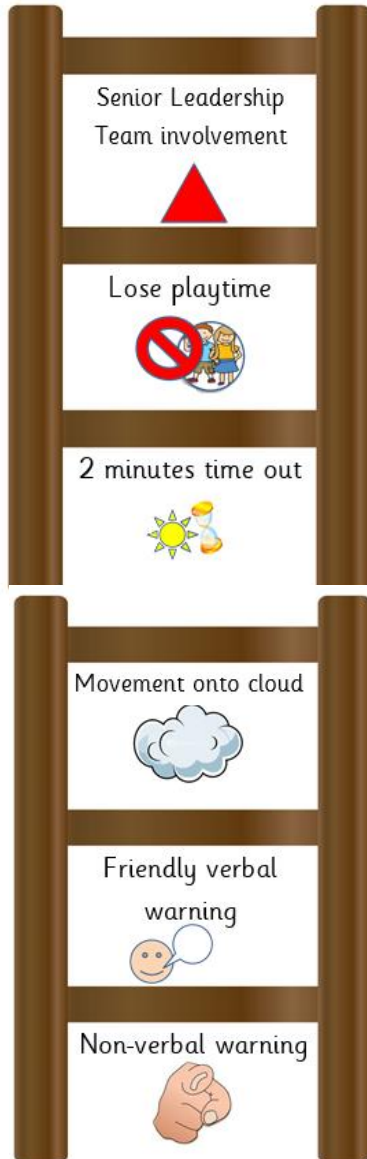 Senior Leadership
Team involvement
Lose playtime
2 minutes time out
Movement onto cloud
Friendly verbal
warning
Non-verbal warning